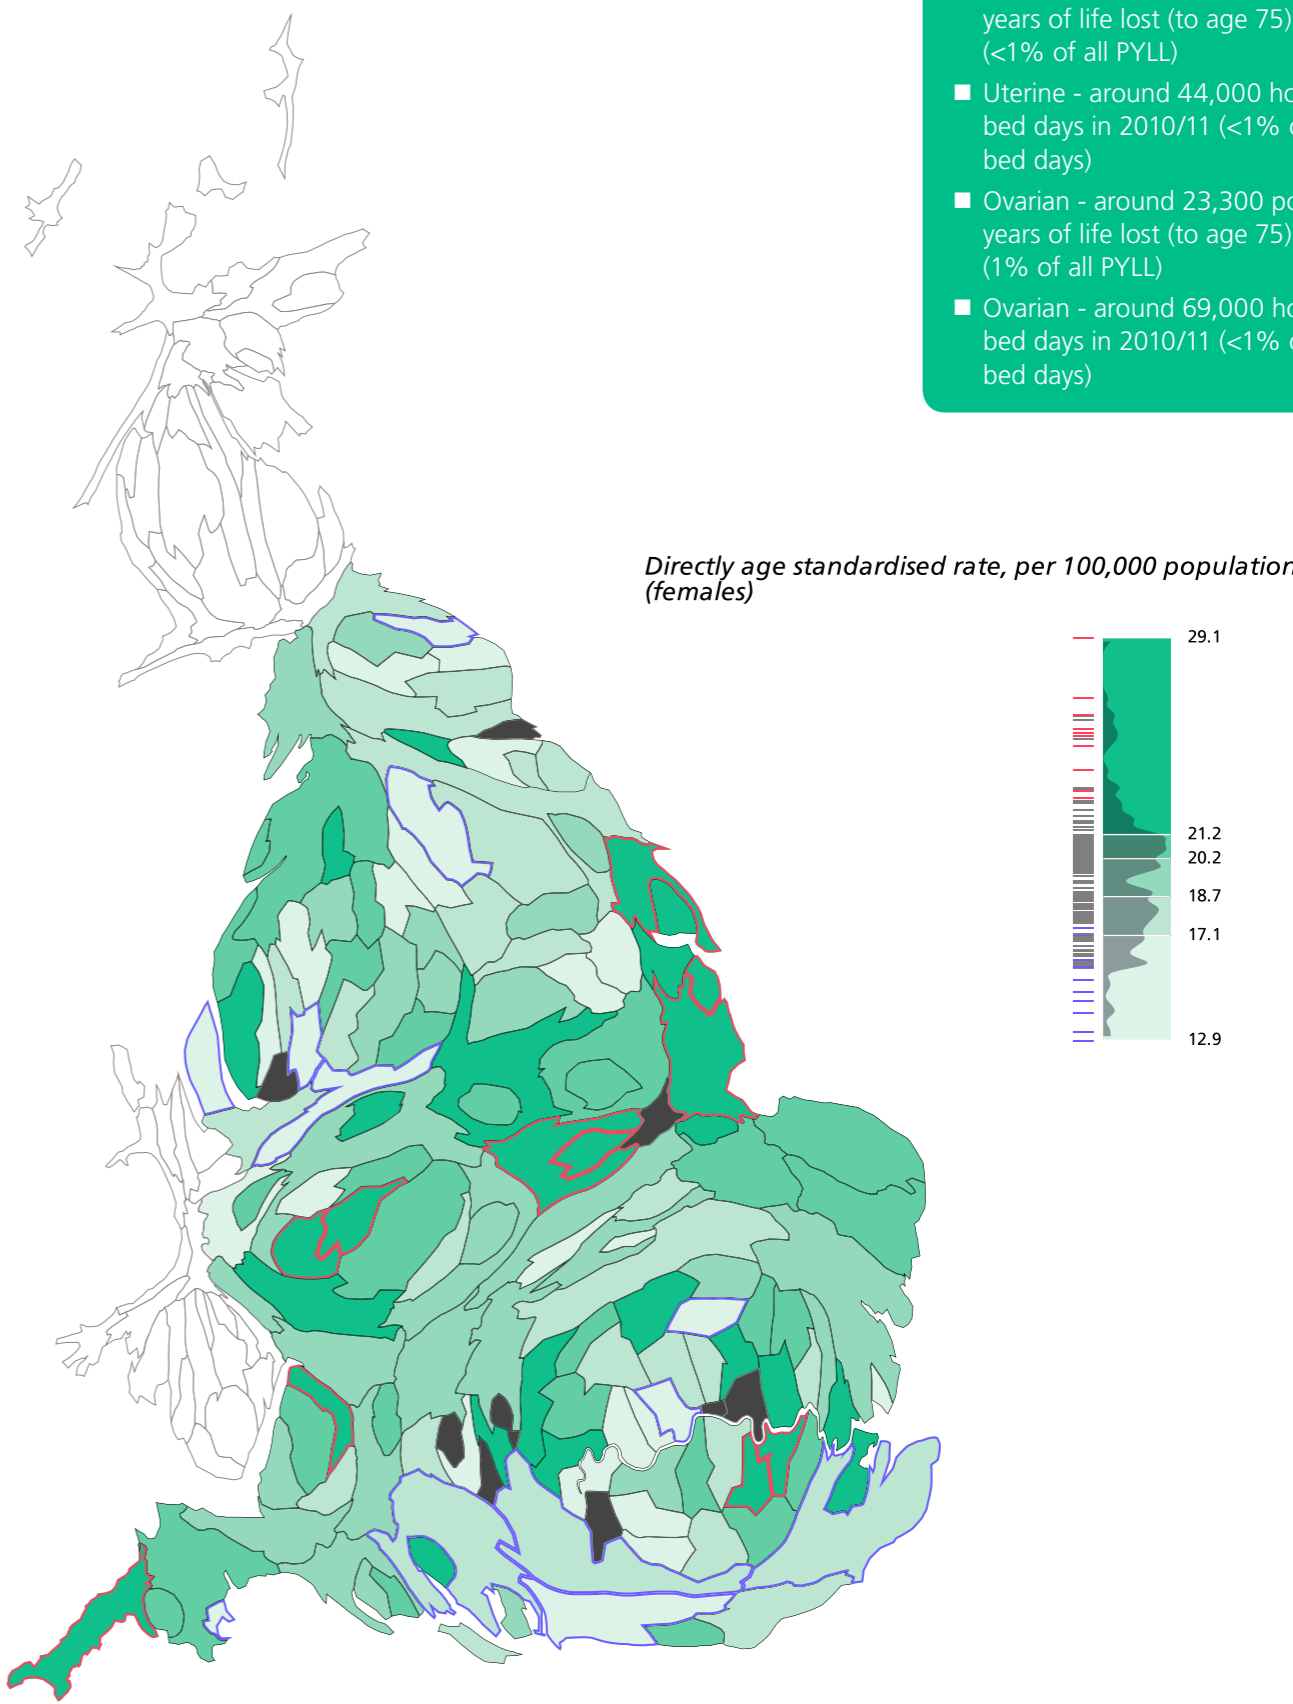 years of life lost (to age 75)
(<1% of all PYLL)
■ Uterine - around 44,000
bed days in 2010/11 (<1%
bed days)
■ Ovarian - around 23,300
years of life lost (to age 75)
(1% of all PYLL)
■ Ovarian - around 69,000
bed days in 2010/11 (<1%
bed days)
Directly age standardised rate, per 100,000 population
(females)
29.1
21.2
20.2
18.7
17.1
12.9